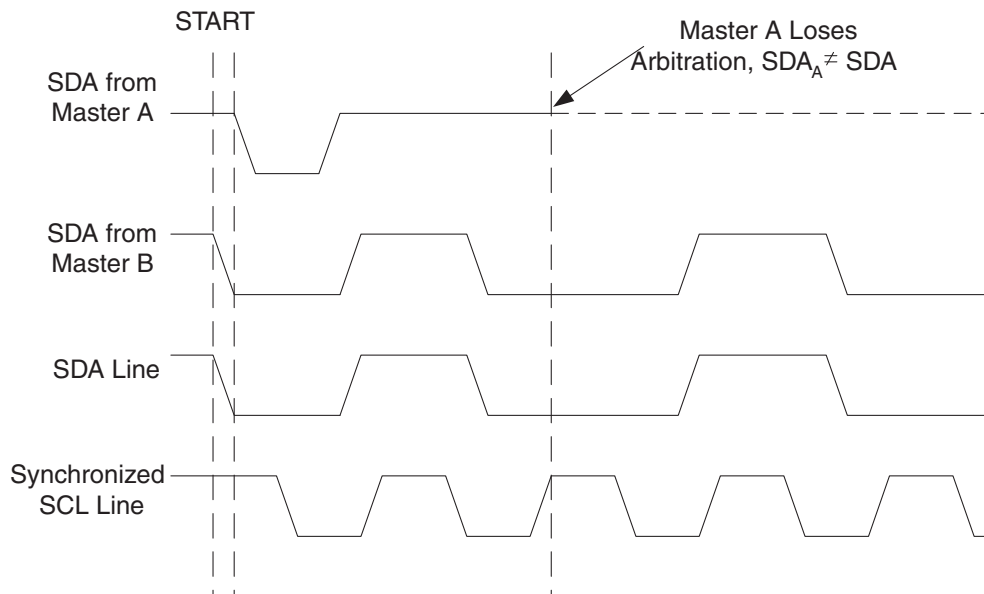 START
Master A Loses
Arbitration, SDA_A ≠ SDA
SDA from
Master A
SDA from
Master B
SDA Line
Synchronized
SCL Line